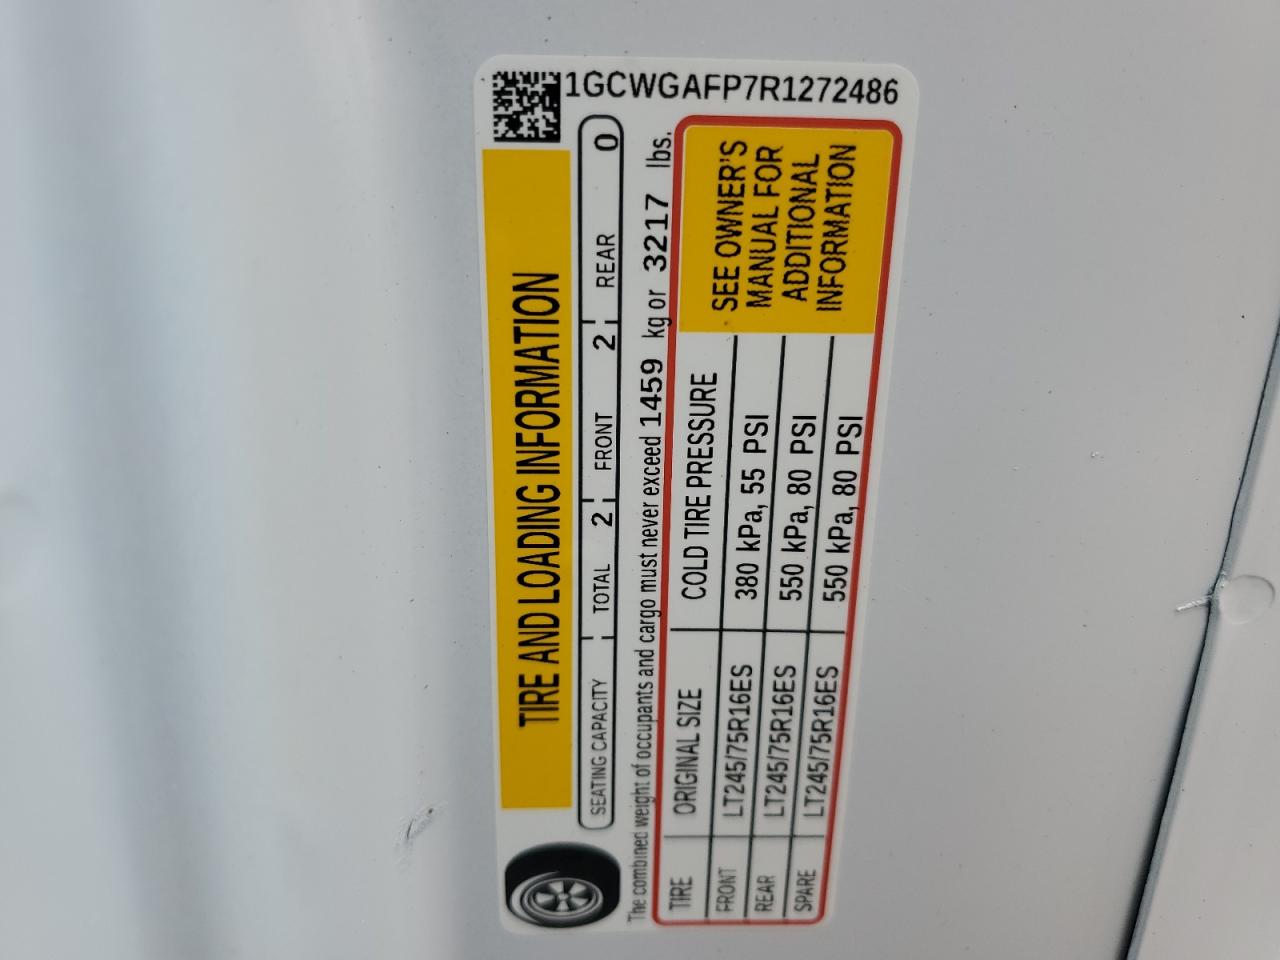 1GCWGAFP7R1272486
TIRE AND LOADING INFORMATION
SEATING CAPACITY TOTAL 2 FRONT 2 REAR 0
The combined weight of occupants and cargo must never exceed 1459 kg or 3217 lbs.
TIRE ORIGINAL SIZE COLD TIRE PRESSURE
FRONT LT245/75R16ES 380 kPa, 55 PSI
REAR LT245/75R16ES 550 kPa, 80 PSI
SPARE LT245/75R16ES 550 kPa, 80 PSI
SEE OWNER'S
MANUAL FOR
ADDITIONAL
INFORMATION